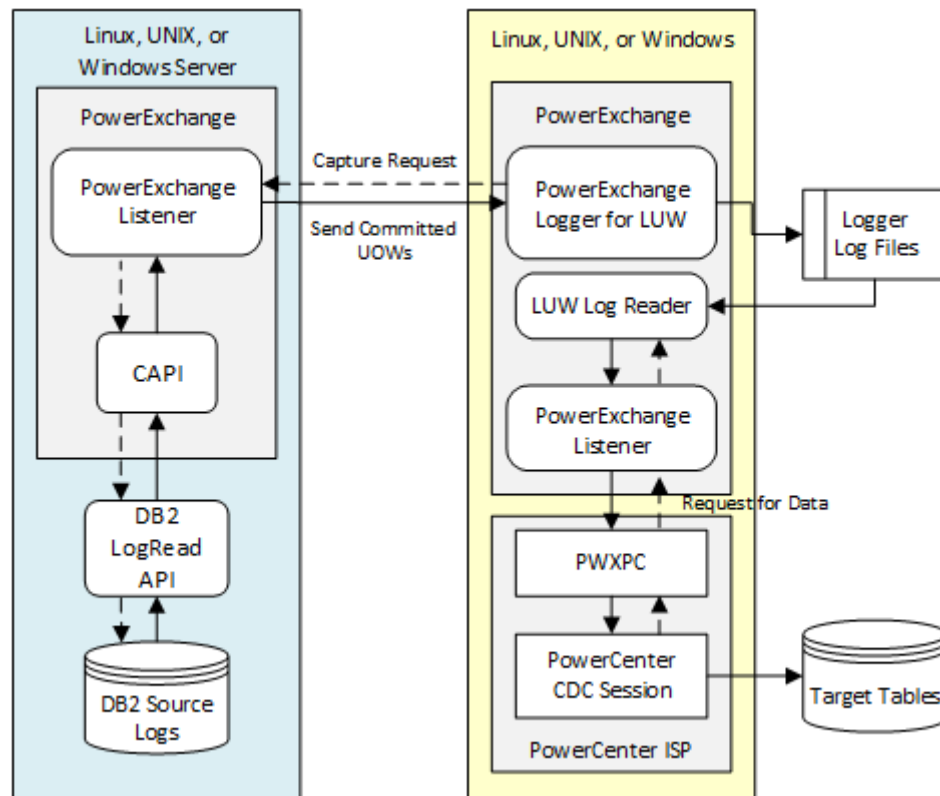 Linux, UNIX, or
Windows Server
PowerExchange
PowerExchange
Listener
CAPI
DB2
LogRead
API
DB2 Source
Logs
Capture Request
Send Committed
UOWs
Linux, UNIX, or Windows
PowerExchange
PowerExchange
Logger for LUW
LUW Log Reader
PowerExchange
Listener
Request for Data
PWXPC
PowerCenter
CDC Session
PowerCenter ISP
Logger
Log Files
Target Tables